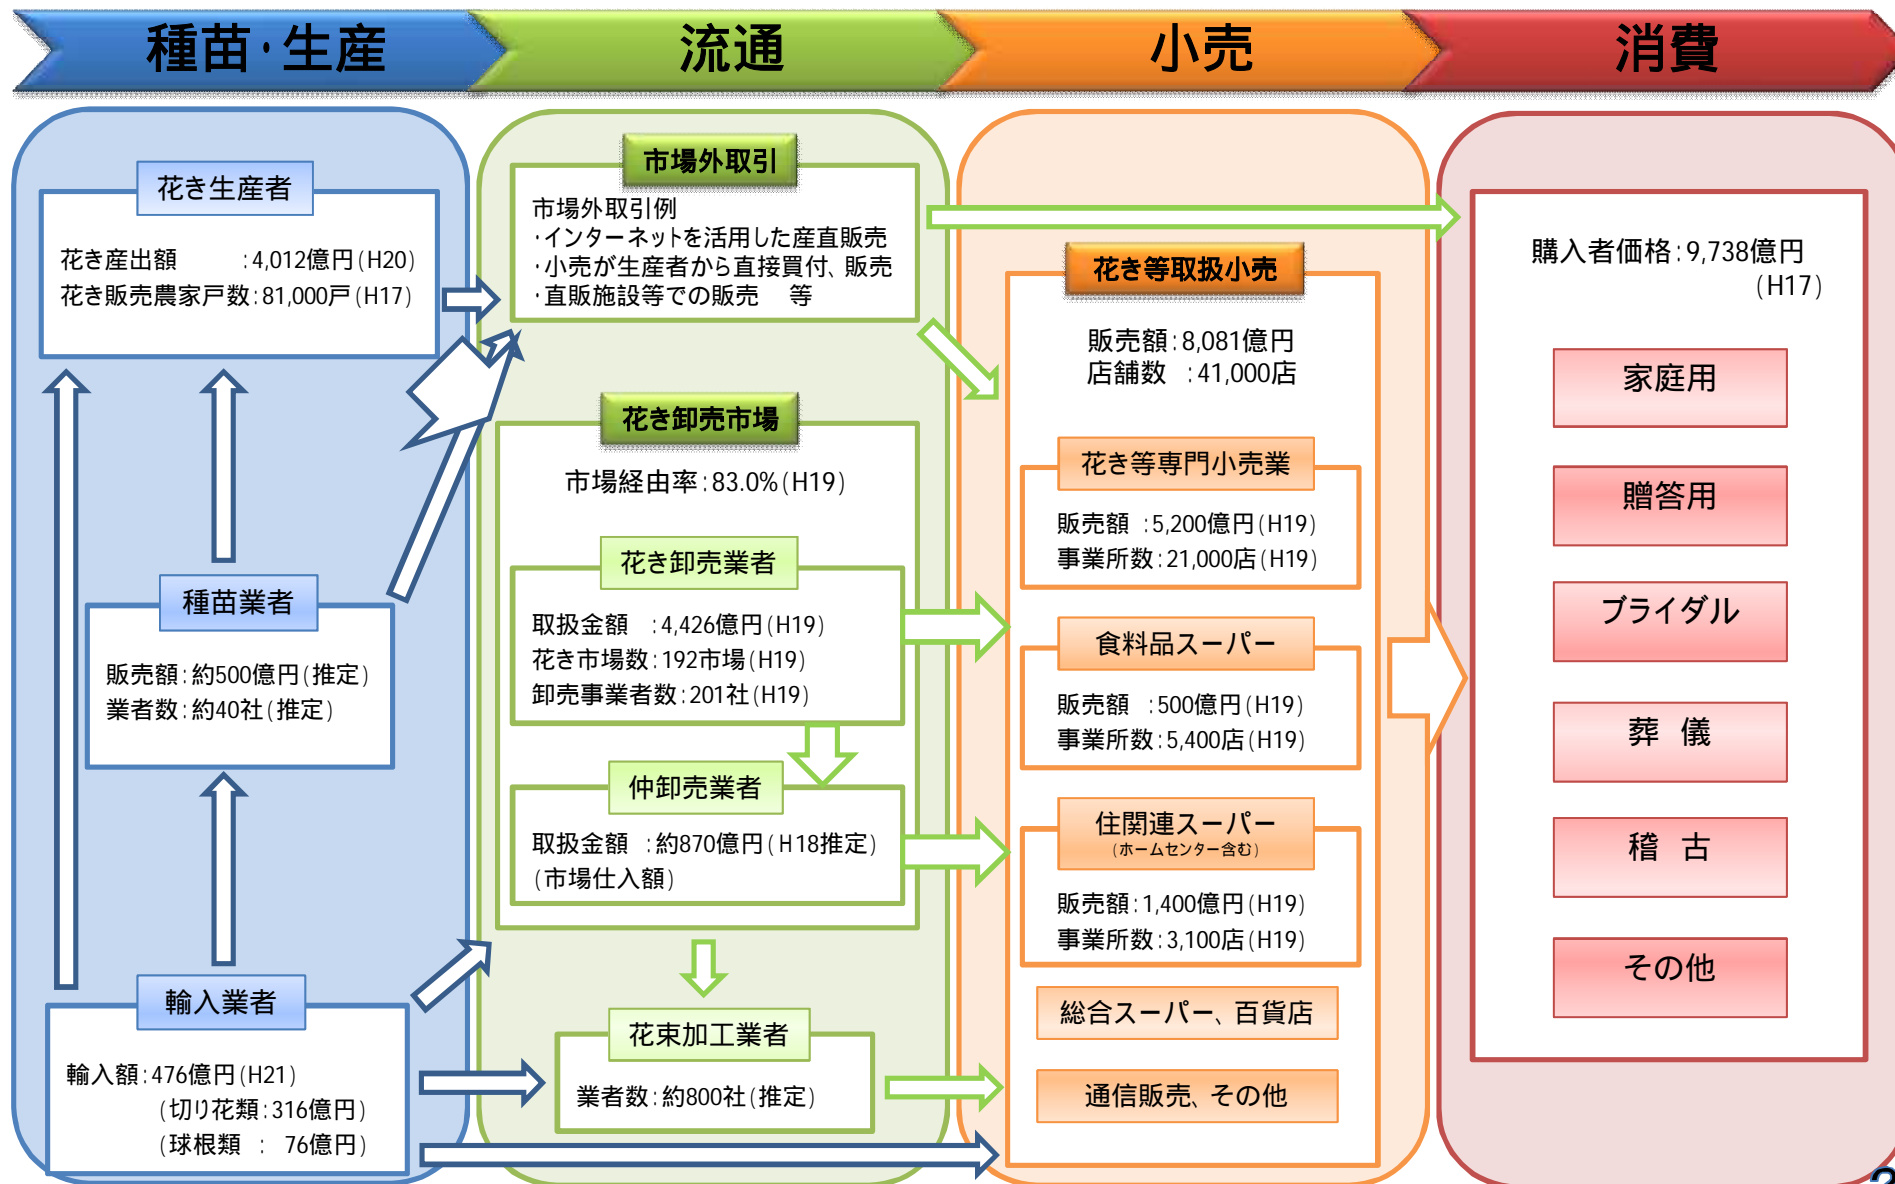 種苗・生産
流通
小売
消費
花き生産者
花き産出額　　:4,012億円(H20)
花き販売農家戸数:81,000戸(H17)
種苗業者
販売額:約500億円(推定)
業者数:約40社(推定)
輸入業者
輸入額:476億円(H21)
(切り花類:316億円)
(球根類　:　76億円)
市場外取引
市場外取引例
・インターネットを活用した産直販売
・小売が生産者から直接買付、販売
・直販施設等での販売　等
花き卸売市場
市場経由率:83.0%(H19)
花き卸売業者
取扱金額　:4,426億円(H19)
花き市場数:192市場(H19)
卸売事業者数:201社(H19)
仲卸売業者
取扱金額　:約870億円(H18推定)
(市場仕入額)
花束加工業者
業者数:約800社(推定)
花き等取扱小売
販売額:8,081億円
店舗数　:41,000店
花き等専門小売業
販売額　:5,200億円(H19)
事業所数:21,000店(H19)
食料品スーパー
販売額　:500億円(H19)
事業所数:5,400店(H19)
住関連スーパー
(ホームセンター含む)
販売額:1,400億円(H19)
事業所数:3,100店(H19)
総合スーパー、百貨店
通信販売、その他
購入者価格:9,738億円
(H17)
家庭用
贈答用
ブライダル
葬　儀
稽　古
その他